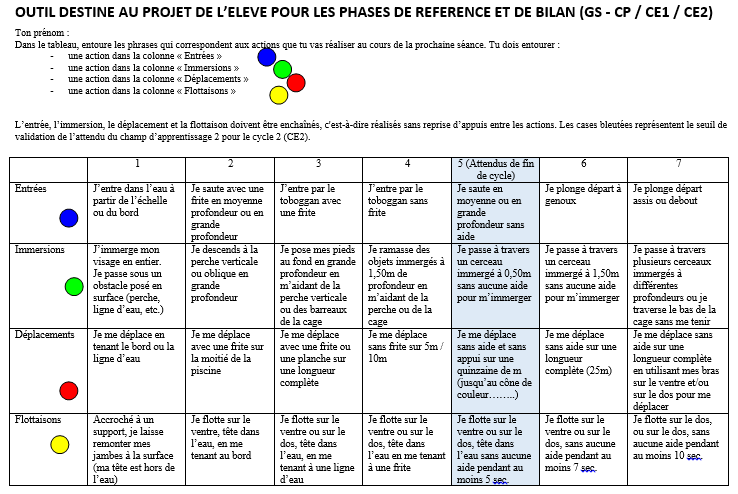 OUTIL DESTINE AU PROJET DE L'ELEVE POUR LES PHASES DE REFERENCE ET DE BILAN (GS - CP / CE1 / CE2)
Ton prénom :
Dans le tableau, entoure les phrases qui correspondent aux actions que tu vas réaliser au cours de la prochaine séance. Tu dois entourer :
- une action dans la colonne « Entrées »
- une action dans la colonne « Immersions »
- une action dans la colonne « Déplacements »
- une action dans la colonne « Flottaisons »
L'entrée, l'immersion, le déplacement et la flottaison doivent être enchaînés, c'est-à-dire réalisés sans reprise d'appuis entre les actions. Les cases bleutées représentent le seuil de
validation de l'attendu du champ d'apprentissage 2 pour le cycle 2 (CE2).
1
2
3
4
5 (Attendus de fin
de cycle)
6
7
Entrées
J'entre dans l'eau à
partir de l'échelle
ou du bord
Je saute avec une
frite en moyenne
profondeur ou en
grande
profondeur
J'entre par le
toboggan avec
une frite
J'entre par le
toboggan sans
frite
Je saute en
moyenne ou en
grande
profondeur sans
aide
Je plonge départ à
genoux
Je plonge départ
assis ou debout
Immersions
J'immerge mon
visage en entier.
Je passe sous un
obstacle posé en
surface (perche,
ligne d'eau, etc.)
Je descends à la
perche verticale
ou oblique en
grande
profondeur
Je pose mes pieds
au fond en grande
profondeur en
m'aidant de la
perche verticale
ou des barreaux
de la cage
Je ramasse des
objets immergés à
1,50m de
profondeur en
m'aidant de la
perche ou de la
cage
Je passe à travers
un cerceau
immergé à 0,50m
sans aucune aide
pour m'immerger
Je passe à travers
un cerceau
immergé à 1,50m
sans aucune aide
pour m'immerger
Je passe à travers
plusieurs cerceaux
immergés à
différentes
profondeurs ou je
traverse le bas de la
cage sans me tenir
Déplacements
Je me déplace en
tenant le bord ou la
ligne d'eau
Je me déplace
avec une frite sur
la moitié de la
piscine
Je me déplace
avec une frite ou
une planche sur
une longueur
complète
Je me déplace
sans frite sur 5m /
10m
Je me déplace
sans aide et sans
appui sur une
quinzaine de m
(jusqu'au cône de
couleur……..)
Je me déplace
sans aide sur une
longueur
complète (25m)
Je me déplace sans
aide sur une
longueur complète
en utilisant mes bras
sur le ventre et/ou
sur le dos pour me
déplacer
Flottaisons
Accroché à un
support, je laisse
remonter mes
jambes à la surface
(ma tête est hors de
l'eau)
Je flotte sur le
ventre, tête dans
l'eau, en me
tenant au bord
Je flotte sur le
ventre ou sur le
dos, tête dans
l'eau, en me
tenant à une ligne
d'eau
Je flotte sur le
ventre ou sur le
dos, tête dans
l'eau en me tenant
à une frite
Je flotte sur le
ventre ou sur le
dos, tête dans
l'eau sans aucune
aide pendant au
moins 5 sec.
Je flotte sur le
ventre ou sur le
dos, sans aucune
aide pendant au
moins 7 sec.
Je flotte sur le dos,
ou sur le dos, sans
aucune aide pendant
au moins 10 sec.